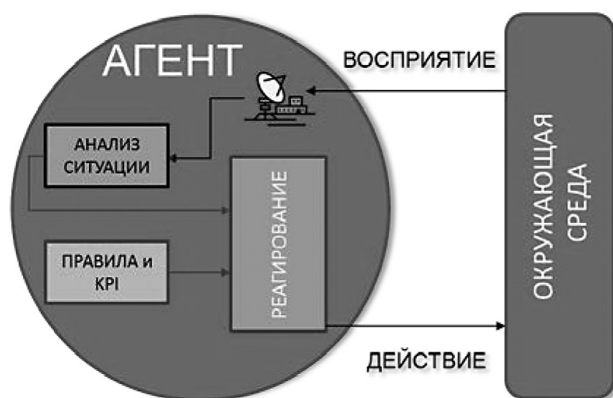 АГЕНТ
ВОСПРИЯТИЕ
АНАЛИЗ
СИТУАЦИИ
ПРАВИЛА и
KPI
РЕАГИРОВАНИЕ
ДЕЙСТВИЕ
ОКРУЖАЮЩАЯ
СРЕДА